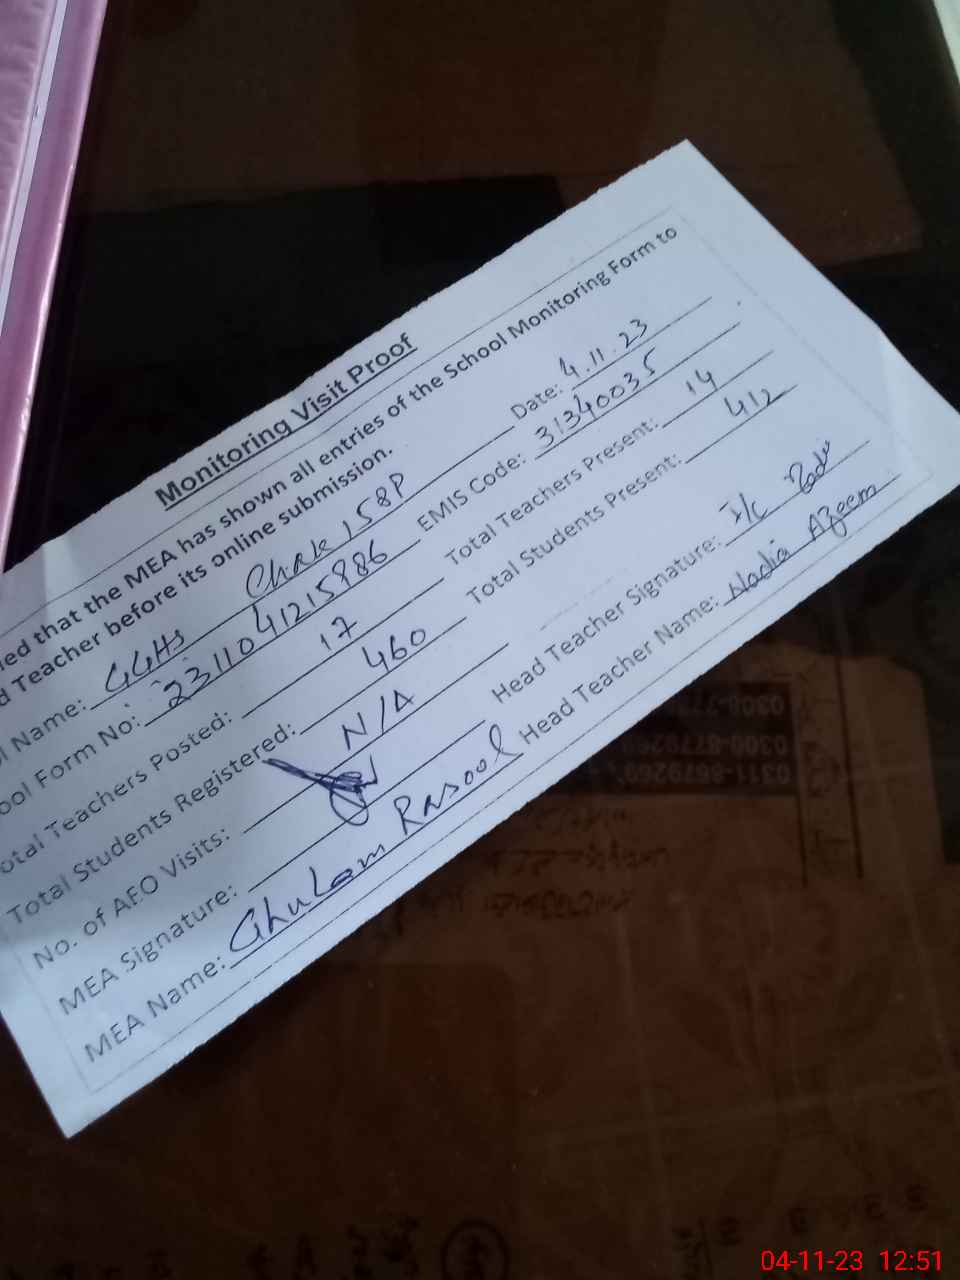 Monitoring Visit Proof
ied that the MEA has shown all entries of the School Monitoring Form to
d Teacher before its online submission.
l Name: GGHS Chak 158P Date: 4.11.23
ool Form No: 2311041215886 EMIS Code: 31340035
otal Teachers Posted: 17 Total Teachers Present: 14
Total Students Registered: 460 Total Students Present: 412
No. of AEO Visits: N/A
MEA Signature: Head Teacher Signature: I/C
MEA Name: Ghulam Rasool Head Teacher Name: Nadia Azeem
04-11-23 12:51